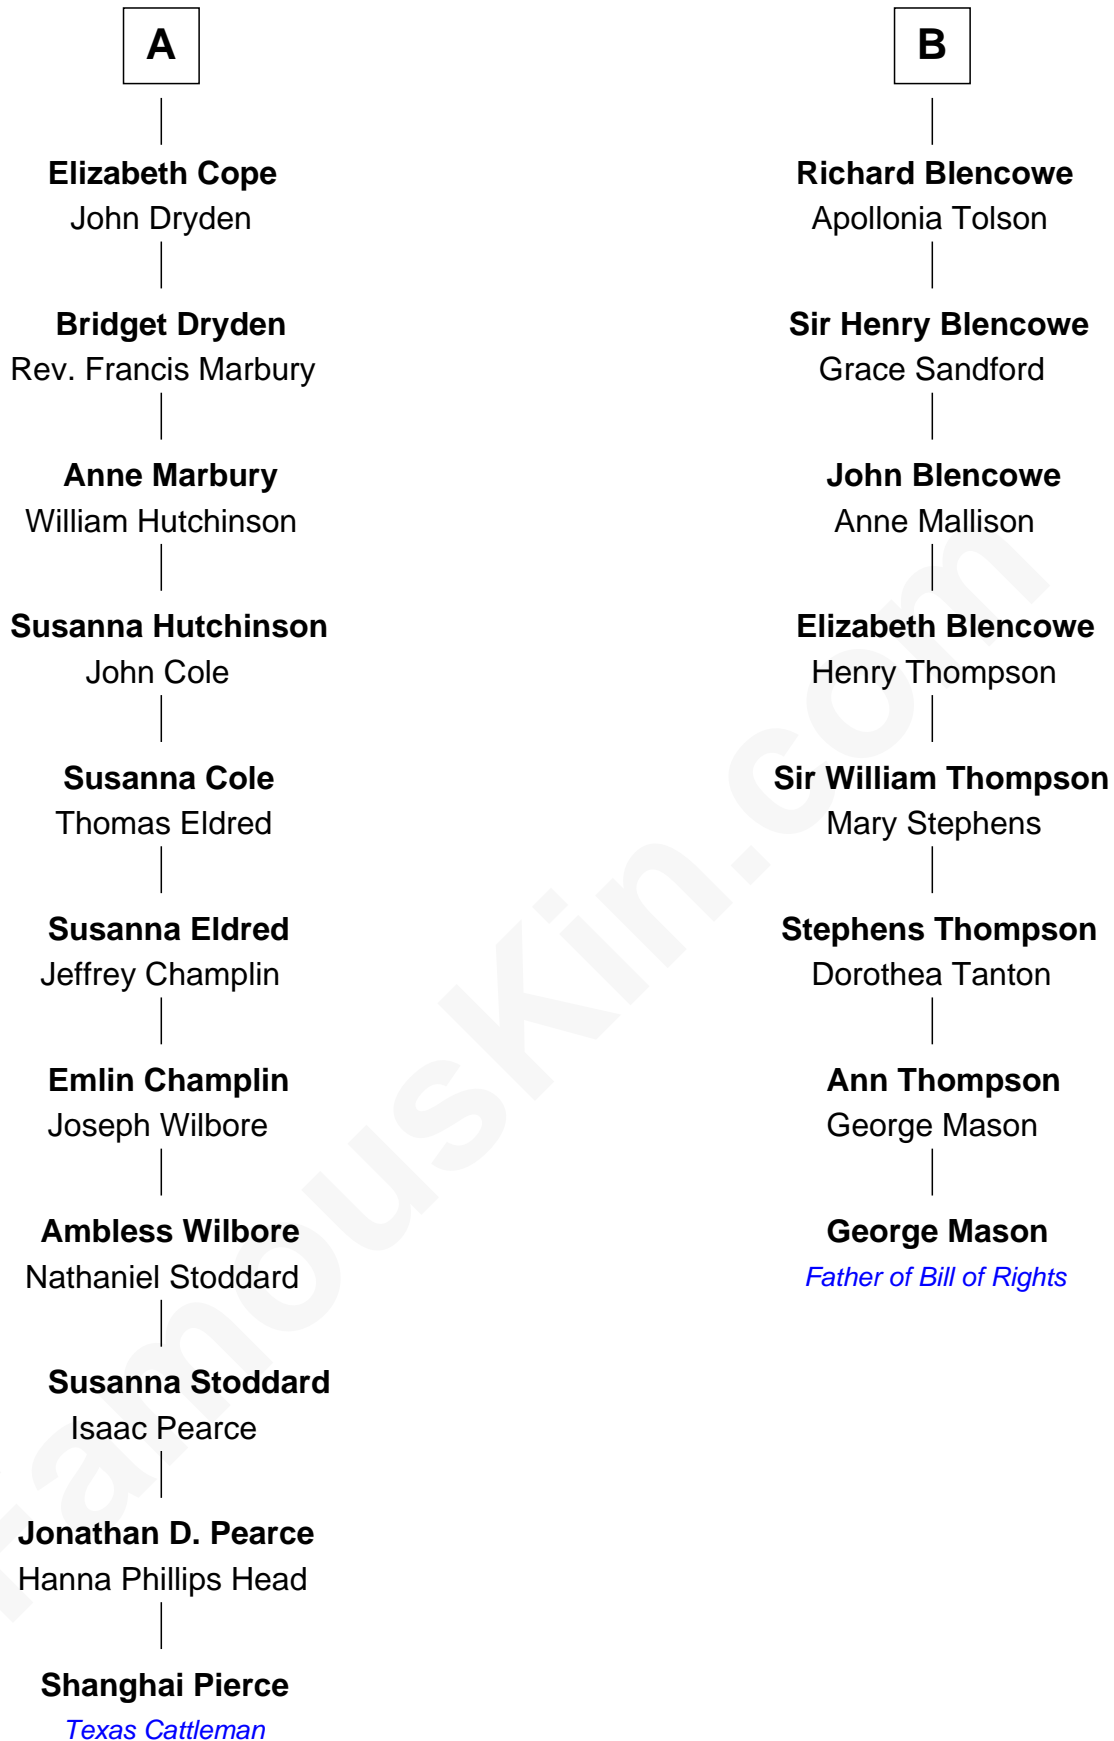 A
Elizabeth Cope
John Dryden
Bridget Dryden
Rev. Francis Marbury
Anne Marbury
William Hutchinson
Susanna Hutchinson
John Cole
Susanna Cole
Thomas Eldred
Susanna Eldred
Jeffrey Champlin
Emlin Champlin
Joseph Wilbore
Ambless Wilbore
Nathaniel Stoddard
Susanna Stoddard
Isaac Pearce
Jonathan D. Pearce
Hanna Phillips Head
Shanghai Pierce
Texas Cattleman
B
Richard Blencowe
Apollonia Tolson
Sir Henry Blencowe
Grace Sandford
John Blencowe
Anne Mallison
Elizabeth Blencowe
Henry Thompson
Sir William Thompson
Mary Stephens
Stephens Thompson
Dorothea Tanton
Ann Thompson
George Mason
George Mason
Father of Bill of Rights
FamousKin.com